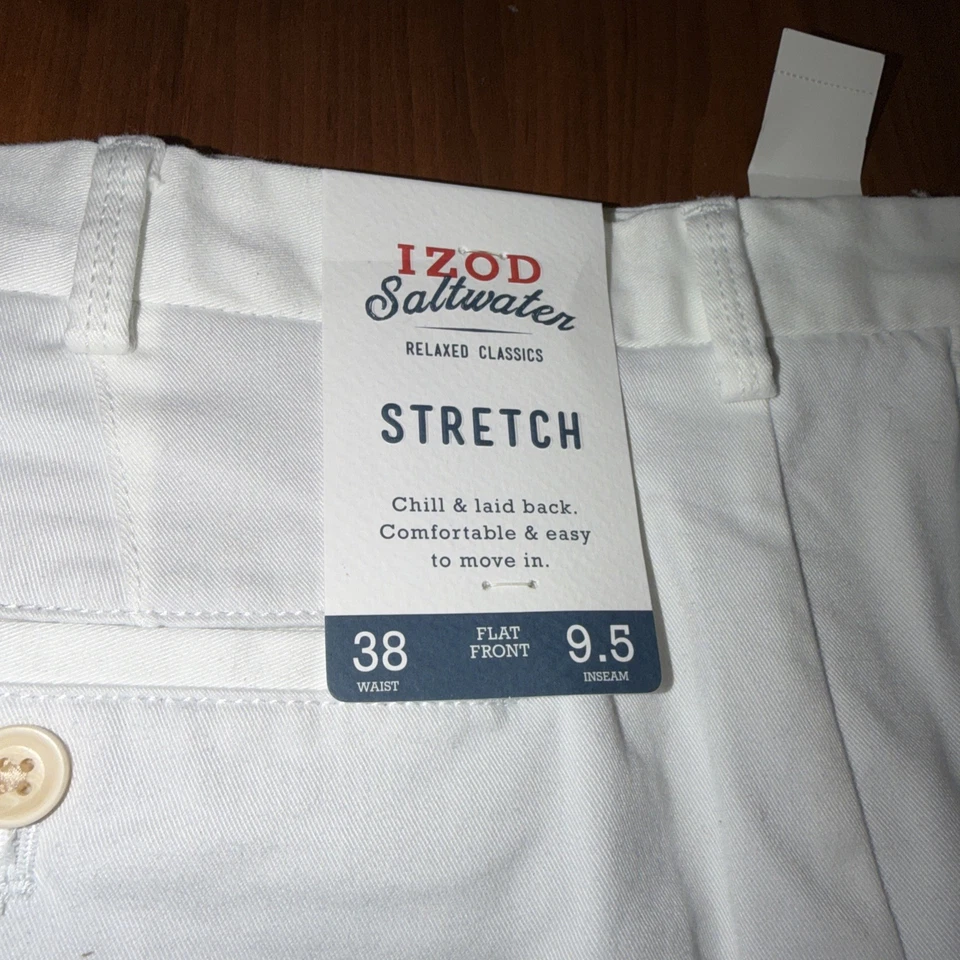 IZOD
Saltwater
RELAXED CLASSICS
STRETCH
Chill & laid back.
Comfortable & easy
to move in.
38
WAIST
FLAT
FRONT
9.5
INSEAM